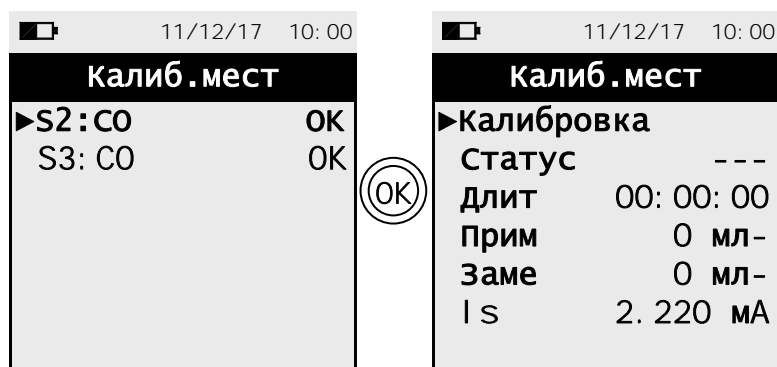 11/12/17 10:00
Калиб.мест
►S2:CO OK
S3:CO OK
OK
11/12/17 10:00
Калиб.мест
►Калибровка
Статус ---
Длит 00:00:00
Прим 0 мл-
Заме 0 мл-
Is 2.220 мА